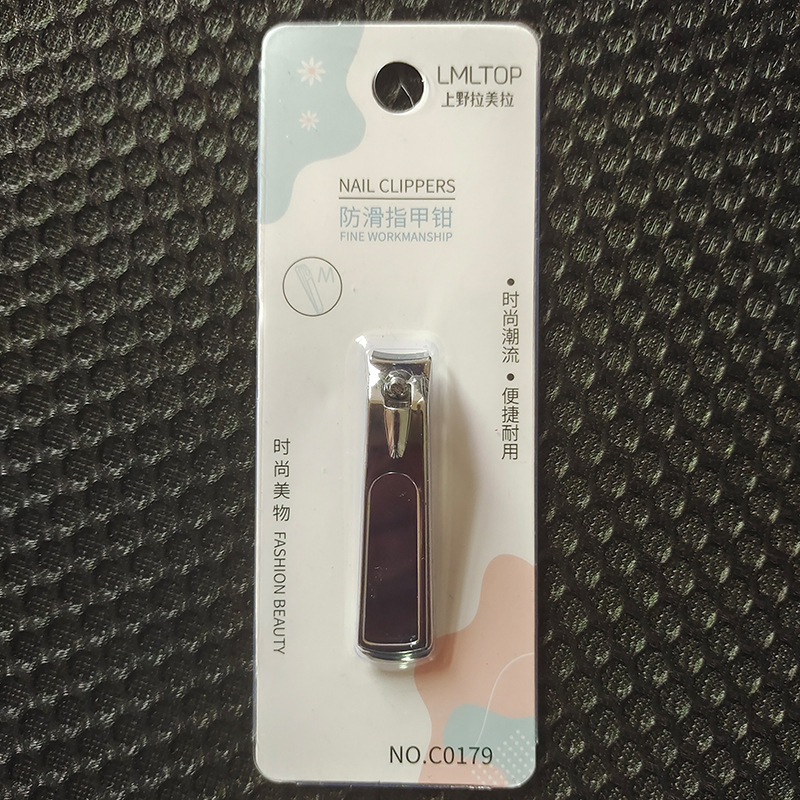 LMLTOP
上野拉美拉
NAIL CLIPPERS
防滑指甲钳
FINE WORKMANSHIP
M
• 时尚潮流 • 便捷耐用
时尚美物 FASHION BEAUTY
NO.C0179